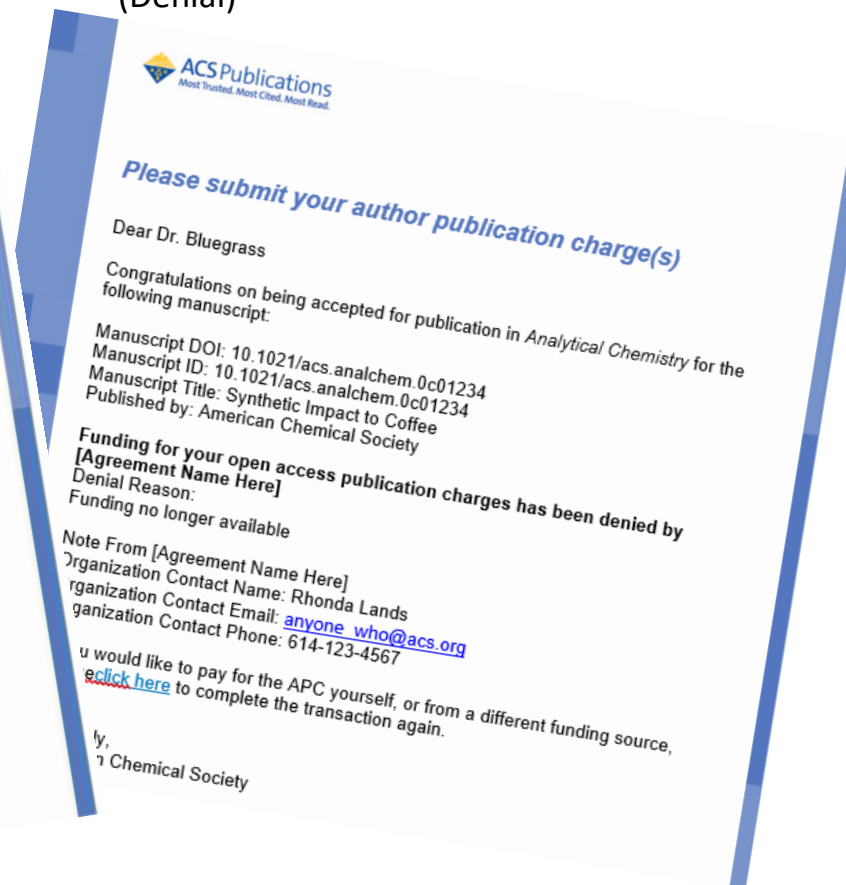 (Denial)
ACS Publications
Most Trusted. Most Cited. Most Read.
Please submit your author publication charge(s)
Dear Dr. Bluegrass
Congratulations on being accepted for publication in Analytical Chemistry for the
following manuscript:
Manuscript DOI: 10.1021/acs.analchem.0c01234
Manuscript ID: 10.1021/acs.analchem.0c01234
Manuscript Title: Synthetic Impact to Coffee
Published by: American Chemical Society
Funding for your open access publication charges has been denied by
[Agreement Name Here]
Denial Reason:
Funding no longer available
Note From [Agreement Name Here]
Organization Contact Name: Rhonda Lands
rganization Contact Email: anyone_who@acs.org
ganization Contact Phone: 614-123-4567
u would like to pay for the APC yourself, or from a different funding source,
eclick here to complete the transaction again.
ly,
n Chemical Society